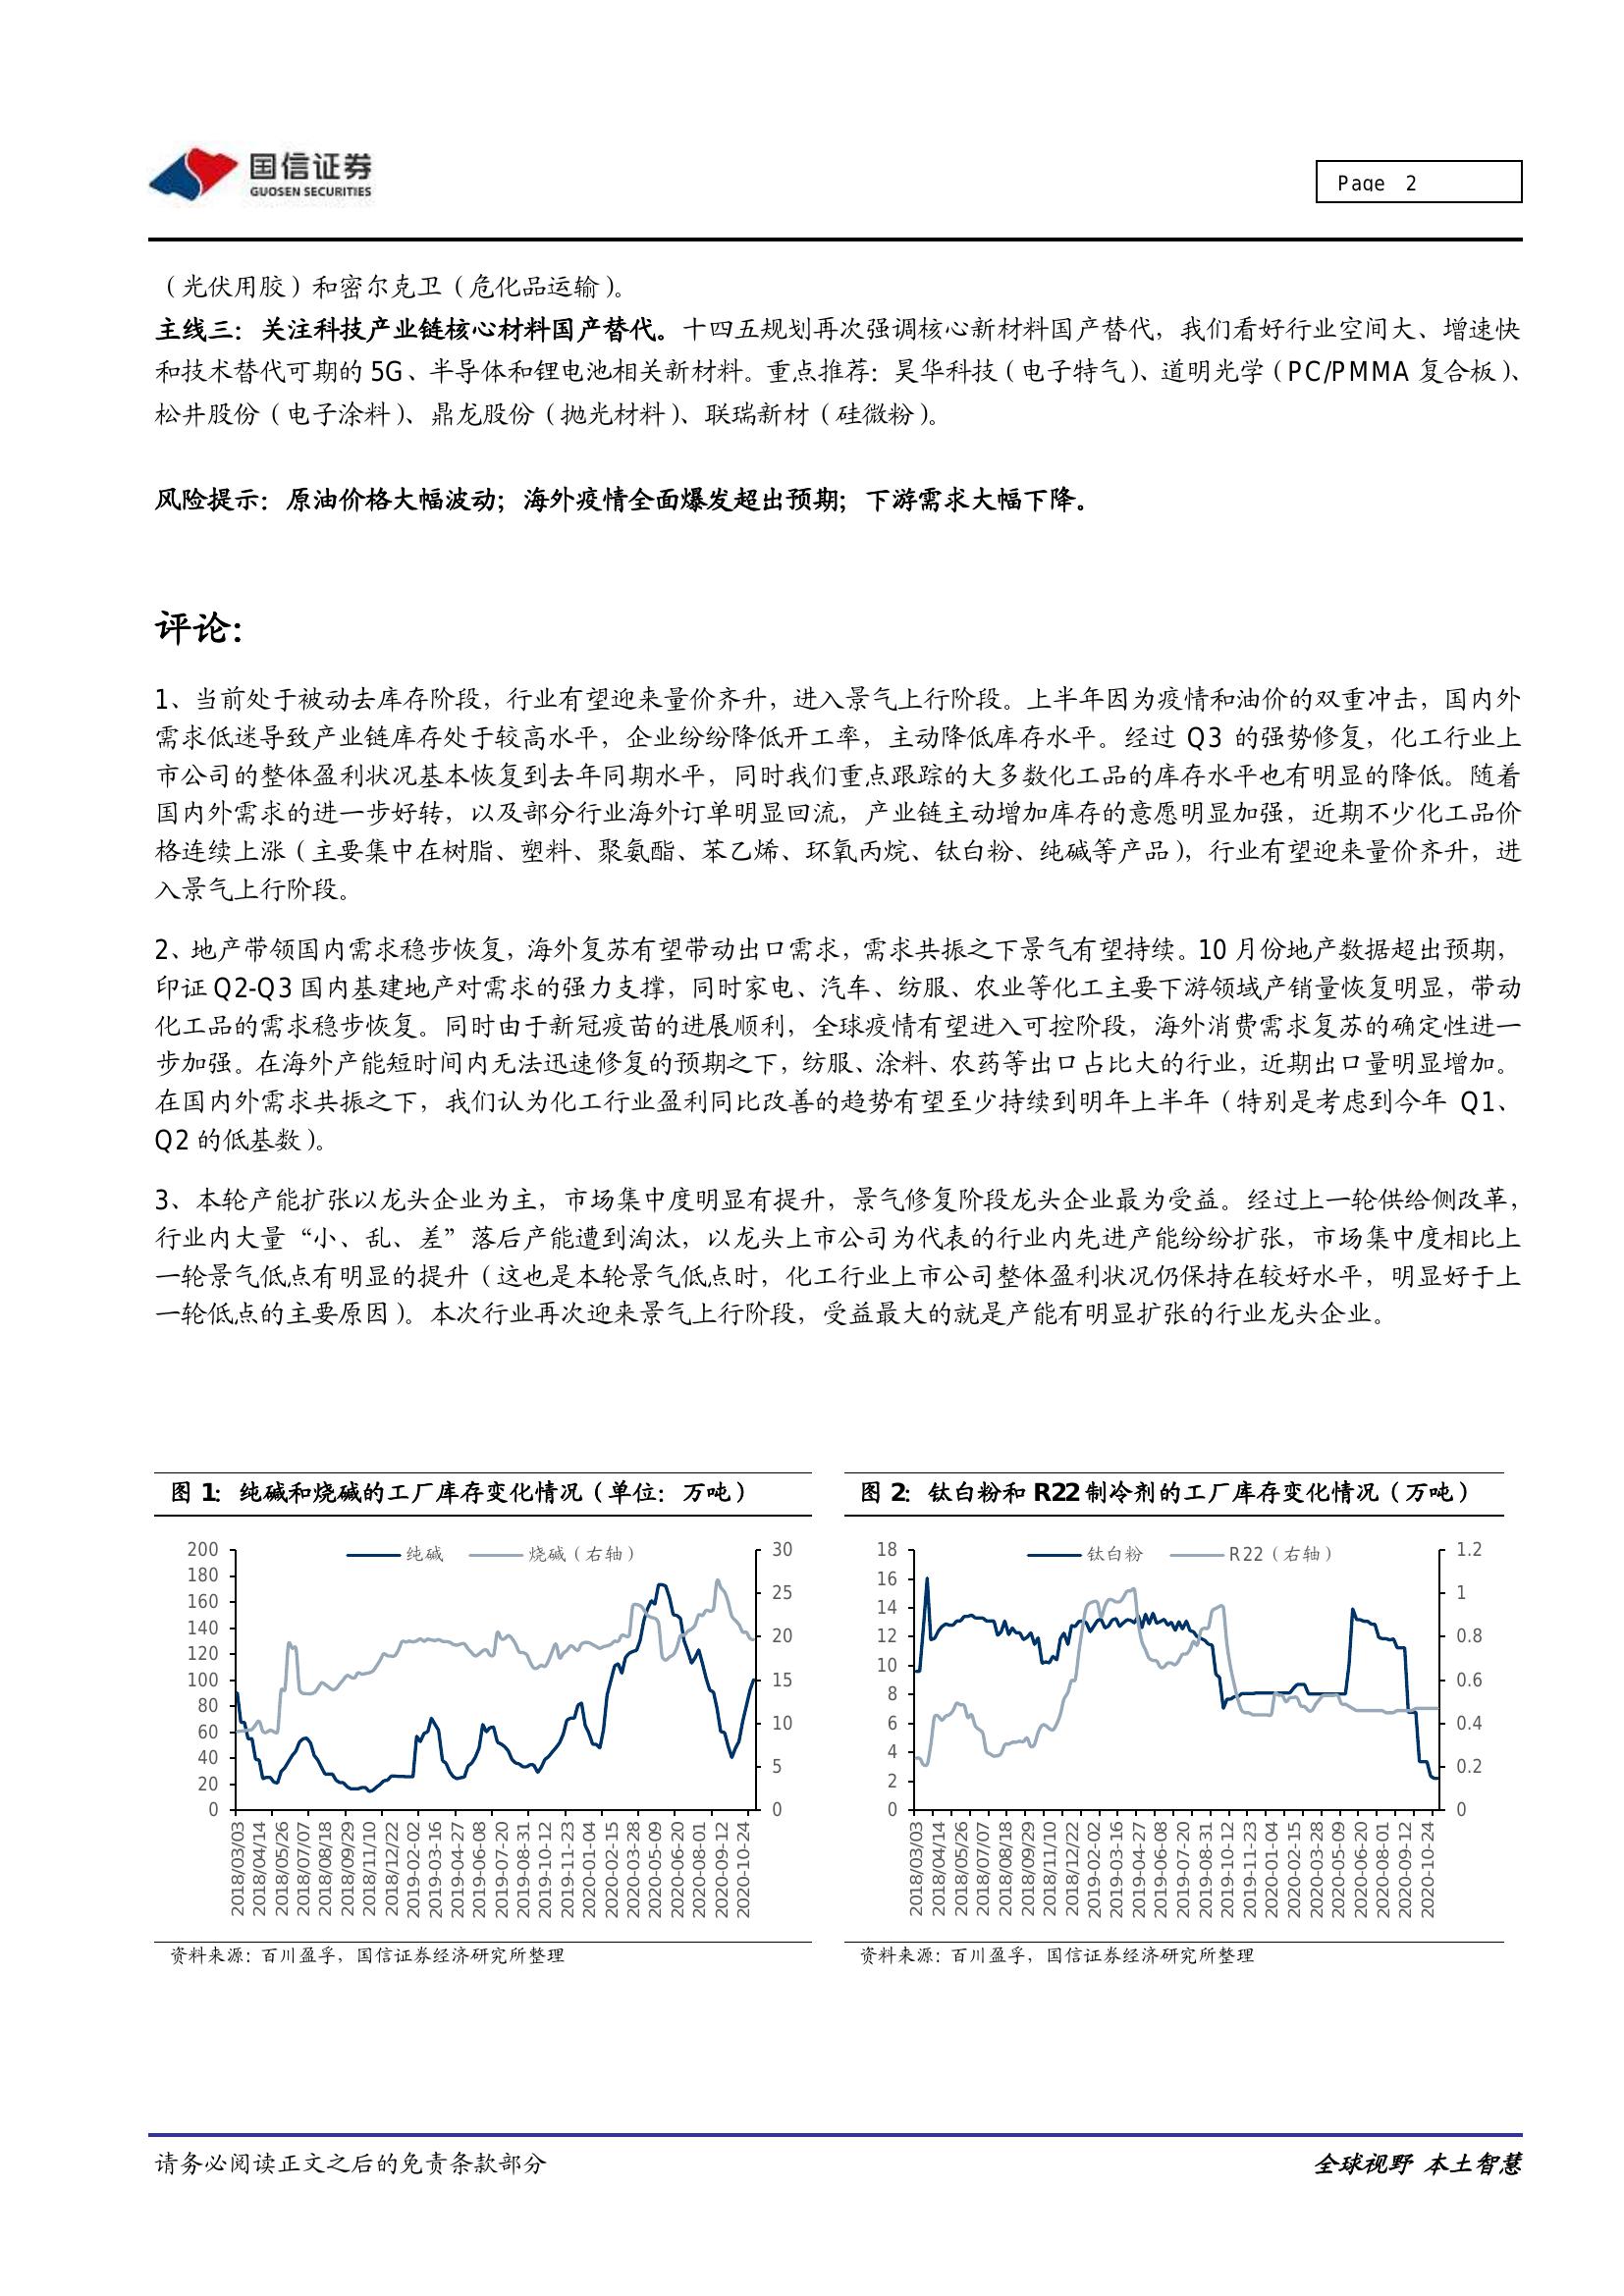 国信证券
GUOSEN SECURITIES
Page 2
（光伏用胶）和密尔克卫（危化品运输）。
主线三：关注科技产业链核心材料国产替代。十四五规划再次强调核心新材料国产替代，我们看好行业空间大、增速快
和技术替代可期的 5G、半导体和锂电池相关新材料。重点推荐：昊华科技（电子特气）、道明光学（PC/PMMA 复合板）、
松井股份（电子涂料）、鼎龙股份（抛光材料）、联瑞新材（硅微粉）。
风险提示：原油价格大幅波动；海外疫情全面爆发超出预期；下游需求大幅下降。
评论：
1、当前处于被动去库存阶段，行业有望迎来量价齐升，进入景气上行阶段。上半年因为疫情和油价的双重冲击，国内外
需求低迷导致产业链库存处于较高水平，企业纷纷降低开工率，主动降低库存水平。经过 Q3 的强势修复，化工行业上
市公司的整体盈利状况基本恢复到去年同期水平，同时我们重点跟踪的大多数化工品的库存水平也有明显的降低。随着
国内外需求的进一步好转，以及部分行业海外订单明显回流，产业链主动增加库存的意愿明显加强，近期不少化工品价
格连续上涨（主要集中在树脂、塑料、聚氨酯、苯乙烯、环氧丙烷、钛白粉、纯碱等产品），行业有望迎来量价齐升，进
入景气上行阶段。
2、地产带领国内需求稳步恢复，海外复苏有望带动出口需求，需求共振之下景气有望持续。10 月份地产数据超出预期，
印证 Q2-Q3 国内基建地产对需求的强力支撑，同时家电、汽车、纺服、农业等化工主要下游领域产销量恢复明显，带动
化工品的需求稳步恢复。同时由于新冠疫苗的进展顺利，全球疫情有望进入可控阶段，海外消费需求复苏的确定性进一
步加强。在海外产能短时间内无法迅速修复的预期之下，纺服、涂料、农药等出口占比大的行业，近期出口量明显增加。
在国内外需求共振之下，我们认为化工行业盈利同比改善的趋势有望至少持续到明年上半年（特别是考虑到今年 Q1、
Q2 的低基数）。
3、本轮产能扩张以龙头企业为主，市场集中度明显有提升，景气修复阶段龙头企业最为受益。经过上一轮供给侧改革，
行业内大量“小、乱、差”落后产能遭到淘汰，以龙头上市公司为代表的行业内先进产能纷纷扩张，市场集中度相比上
一轮景气低点有明显的提升（这也是本轮景气低点时，化工行业上市公司整体盈利状况仍保持在较好水平，明显好于上
一轮低点的主要原因）。本次行业再次迎来景气上行阶段，受益最大的就是产能有明显扩张的行业龙头企业。
图 1：纯碱和烧碱的工厂库存变化情况（单位：万吨）
纯碱 烧碱（右轴）
200
180
160
140
120
100
80
60
40
20
0
30
25
20
15
10
5
0
2018/03/03
2018/04/14
2018/05/26
2018/07/07
2018/08/18
2018/09/29
2018/11/10
2018/12/22
2019-02-02
2019-03-16
2019-04-27
2019-06-08
2019-07-20
2019-08-31
2019-10-12
2019-11-23
2020-01-04
2020-02-15
2020-03-28
2020-05-09
2020-06-20
2020-08-01
2020-09-12
2020-10-24
资料来源：百川盈孚，国信证券经济研究所整理
图 2：钛白粉和 R22 制冷剂的工厂库存变化情况（万吨）
钛白粉 R22（右轴）
18
16
14
12
10
8
6
4
2
0
1.2
1
0.8
0.6
0.4
0.2
0
2018/03/03
2018/04/14
2018/05/26
2018/07/07
2018/08/18
2018/09/29
2018/11/10
2018/12/22
2019-02-02
2019-03-16
2019-04-27
2019-06-08
2019-07-20
2019-08-31
2019-10-12
2019-11-23
2020-01-04
2020-02-15
2020-03-28
2020-05-09
2020-06-20
2020-08-01
2020-09-12
2020-10-24
资料来源：百川盈孚，国信证券经济研究所整理
请务必阅读正文之后的免责条款部分
全球视野 本土智慧